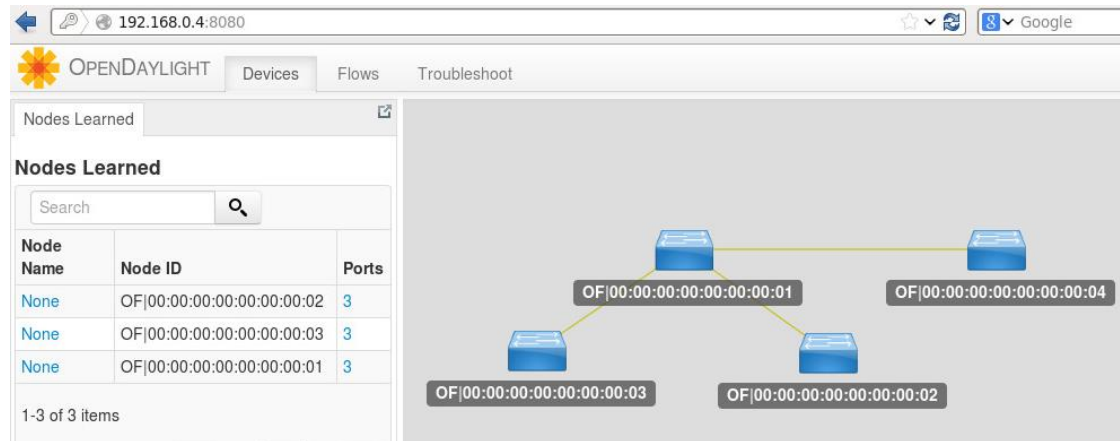 192.168.0.4:8080
Google
OPENDAYLIGHT
Devices
Flows
Troubleshoot
Nodes Learned
Nodes Learned
Search
Node Name Node ID Ports
None OF|00:00:00:00:00:00:00:02 3
None OF|00:00:00:00:00:00:00:03 3
None OF|00:00:00:00:00:00:00:01 3
1-3 of 3 items
OF|00:00:00:00:00:00:00:01
OF|00:00:00:00:00:00:00:04
OF|00:00:00:00:00:00:00:03
OF|00:00:00:00:00:00:00:02